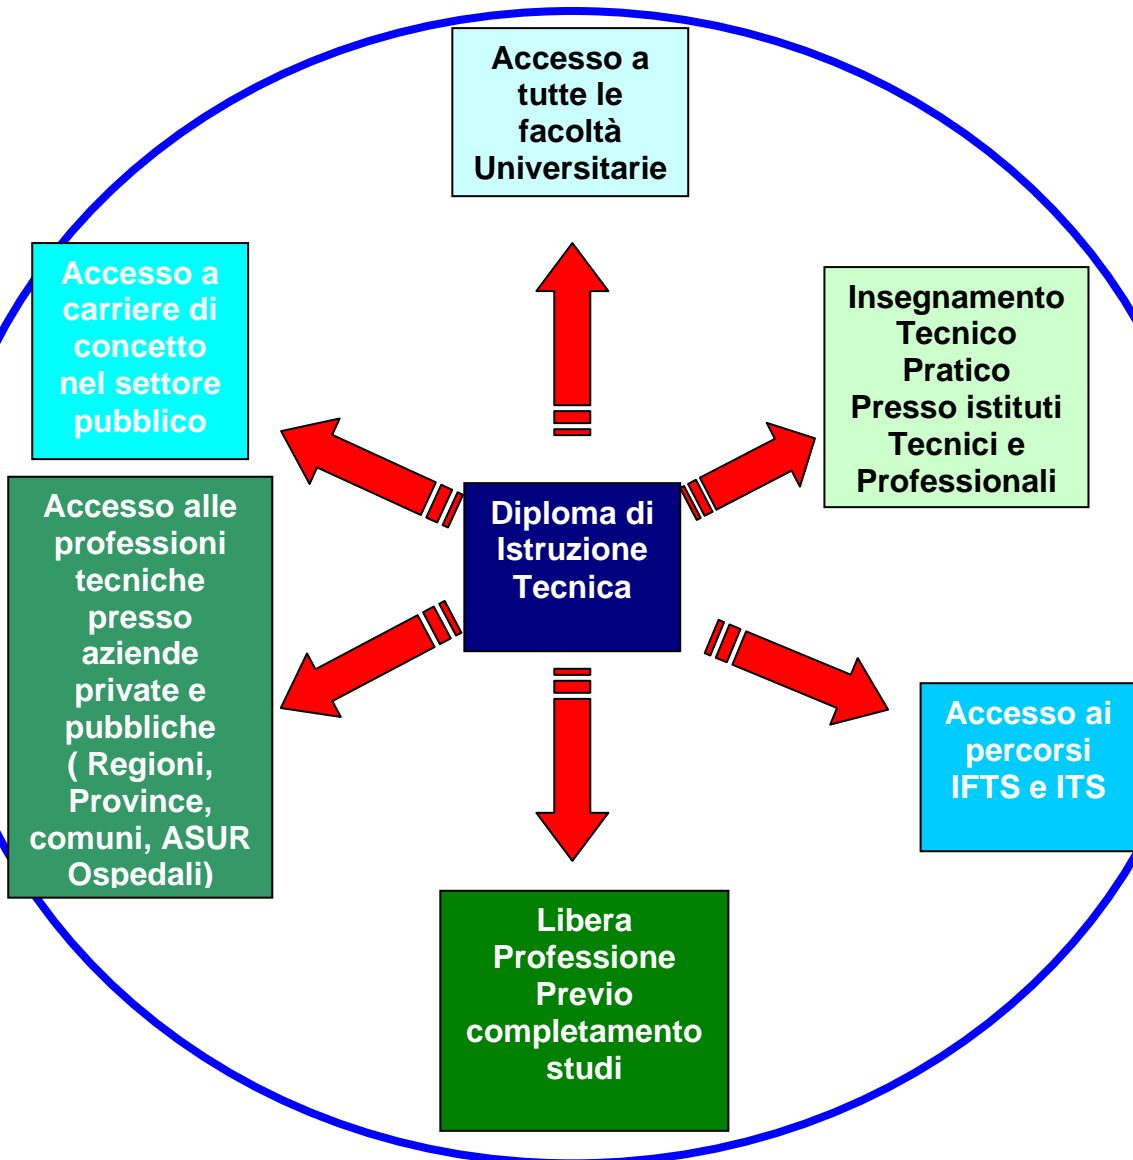 Accesso a
tutte le
facoltà
Universitarie
Accesso a
carriere di
concetto
nel settore
pubblico
Insegnamento
Tecnico
Pratico
Presso istituti
Tecnici e
Professionali
Accesso alle
professioni
tecniche
presso
aziende
private e
pubbliche
( Regioni,
Province,
comuni, ASUR
Ospedali)
Diploma di
Istruzione
Tecnica
Accesso ai
percorsi
IFTS e ITS
Libera
Professione
Previo
completamento
studi